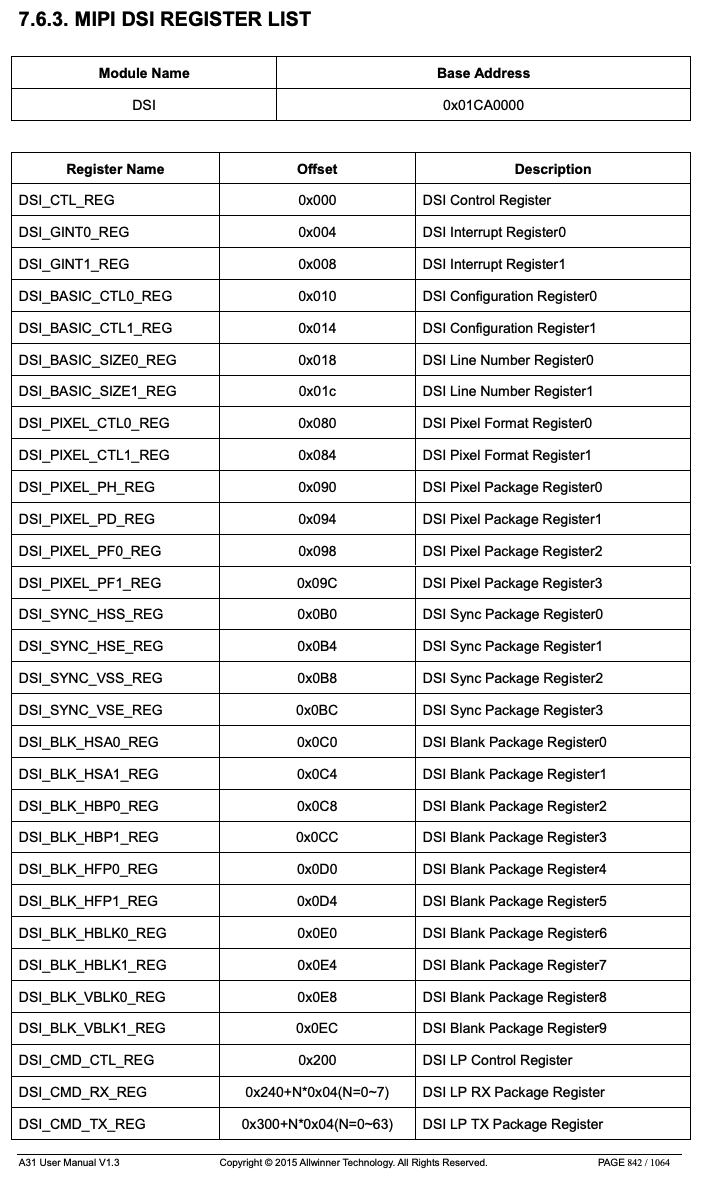 7.6.3. MIPI DSI REGISTER LIST
Module Name Base Address
DSI 0x01CA0000
Register Name Offset Description
DSI_CTL_REG 0x000 DSI Control Register
DSI_GINT0_REG 0x004 DSI Interrupt Register0
DSI_GINT1_REG 0x008 DSI Interrupt Register1
DSI_BASIC_CTL0_REG 0x010 DSI Configuration Register0
DSI_BASIC_CTL1_REG 0x014 DSI Configuration Register1
DSI_BASIC_SIZE0_REG 0x018 DSI Line Number Register0
DSI_BASIC_SIZE1_REG 0x01c DSI Line Number Register1
DSI_PIXEL_CTL0_REG 0x080 DSI Pixel Format Register0
DSI_PIXEL_CTL1_REG 0x084 DSI Pixel Format Register1
DSI_PIXEL_PH_REG 0x090 DSI Pixel Package Register0
DSI_PIXEL_PD_REG 0x094 DSI Pixel Package Register1
DSI_PIXEL_PF0_REG 0x098 DSI Pixel Package Register2
DSI_PIXEL_PF1_REG 0x09C DSI Pixel Package Register3
DSI_SYNC_HSS_REG 0x0B0 DSI Sync Package Register0
DSI_SYNC_HSE_REG 0x0B4 DSI Sync Package Register1
DSI_SYNC_VSS_REG 0x0B8 DSI Sync Package Register2
DSI_SYNC_VSE_REG 0x0BC DSI Sync Package Register3
DSI_BLK_HSA0_REG 0x0C0 DSI Blank Package Register0
DSI_BLK_HSA1_REG 0x0C4 DSI Blank Package Register1
DSI_BLK_HBP0_REG 0x0C8 DSI Blank Package Register2
DSI_BLK_HBP1_REG 0x0CC DSI Blank Package Register3
DSI_BLK_HFP0_REG 0x0D0 DSI Blank Package Register4
DSI_BLK_HFP1_REG 0x0D4 DSI Blank Package Register5
DSI_BLK_HBLK0_REG 0x0E0 DSI Blank Package Register6
DSI_BLK_HBLK1_REG 0x0E4 DSI Blank Package Register7
DSI_BLK_VBLK0_REG 0x0E8 DSI Blank Package Register8
DSI_BLK_VBLK1_REG 0x0EC DSI Blank Package Register9
DSI_CMD_CTL_REG 0x200 DSI LP Control Register
DSI_CMD_RX_REG 0x240+N*0x04(N=0~7) DSI LP RX Package Register
DSI_CMD_TX_REG 0x300+N*0x04(N=0~63) DSI LP TX Package Register
A31 User Manual V1.3 Copyright © 2015 Allwinner Technology. All Rights Reserved. PAGE 842 / 1064